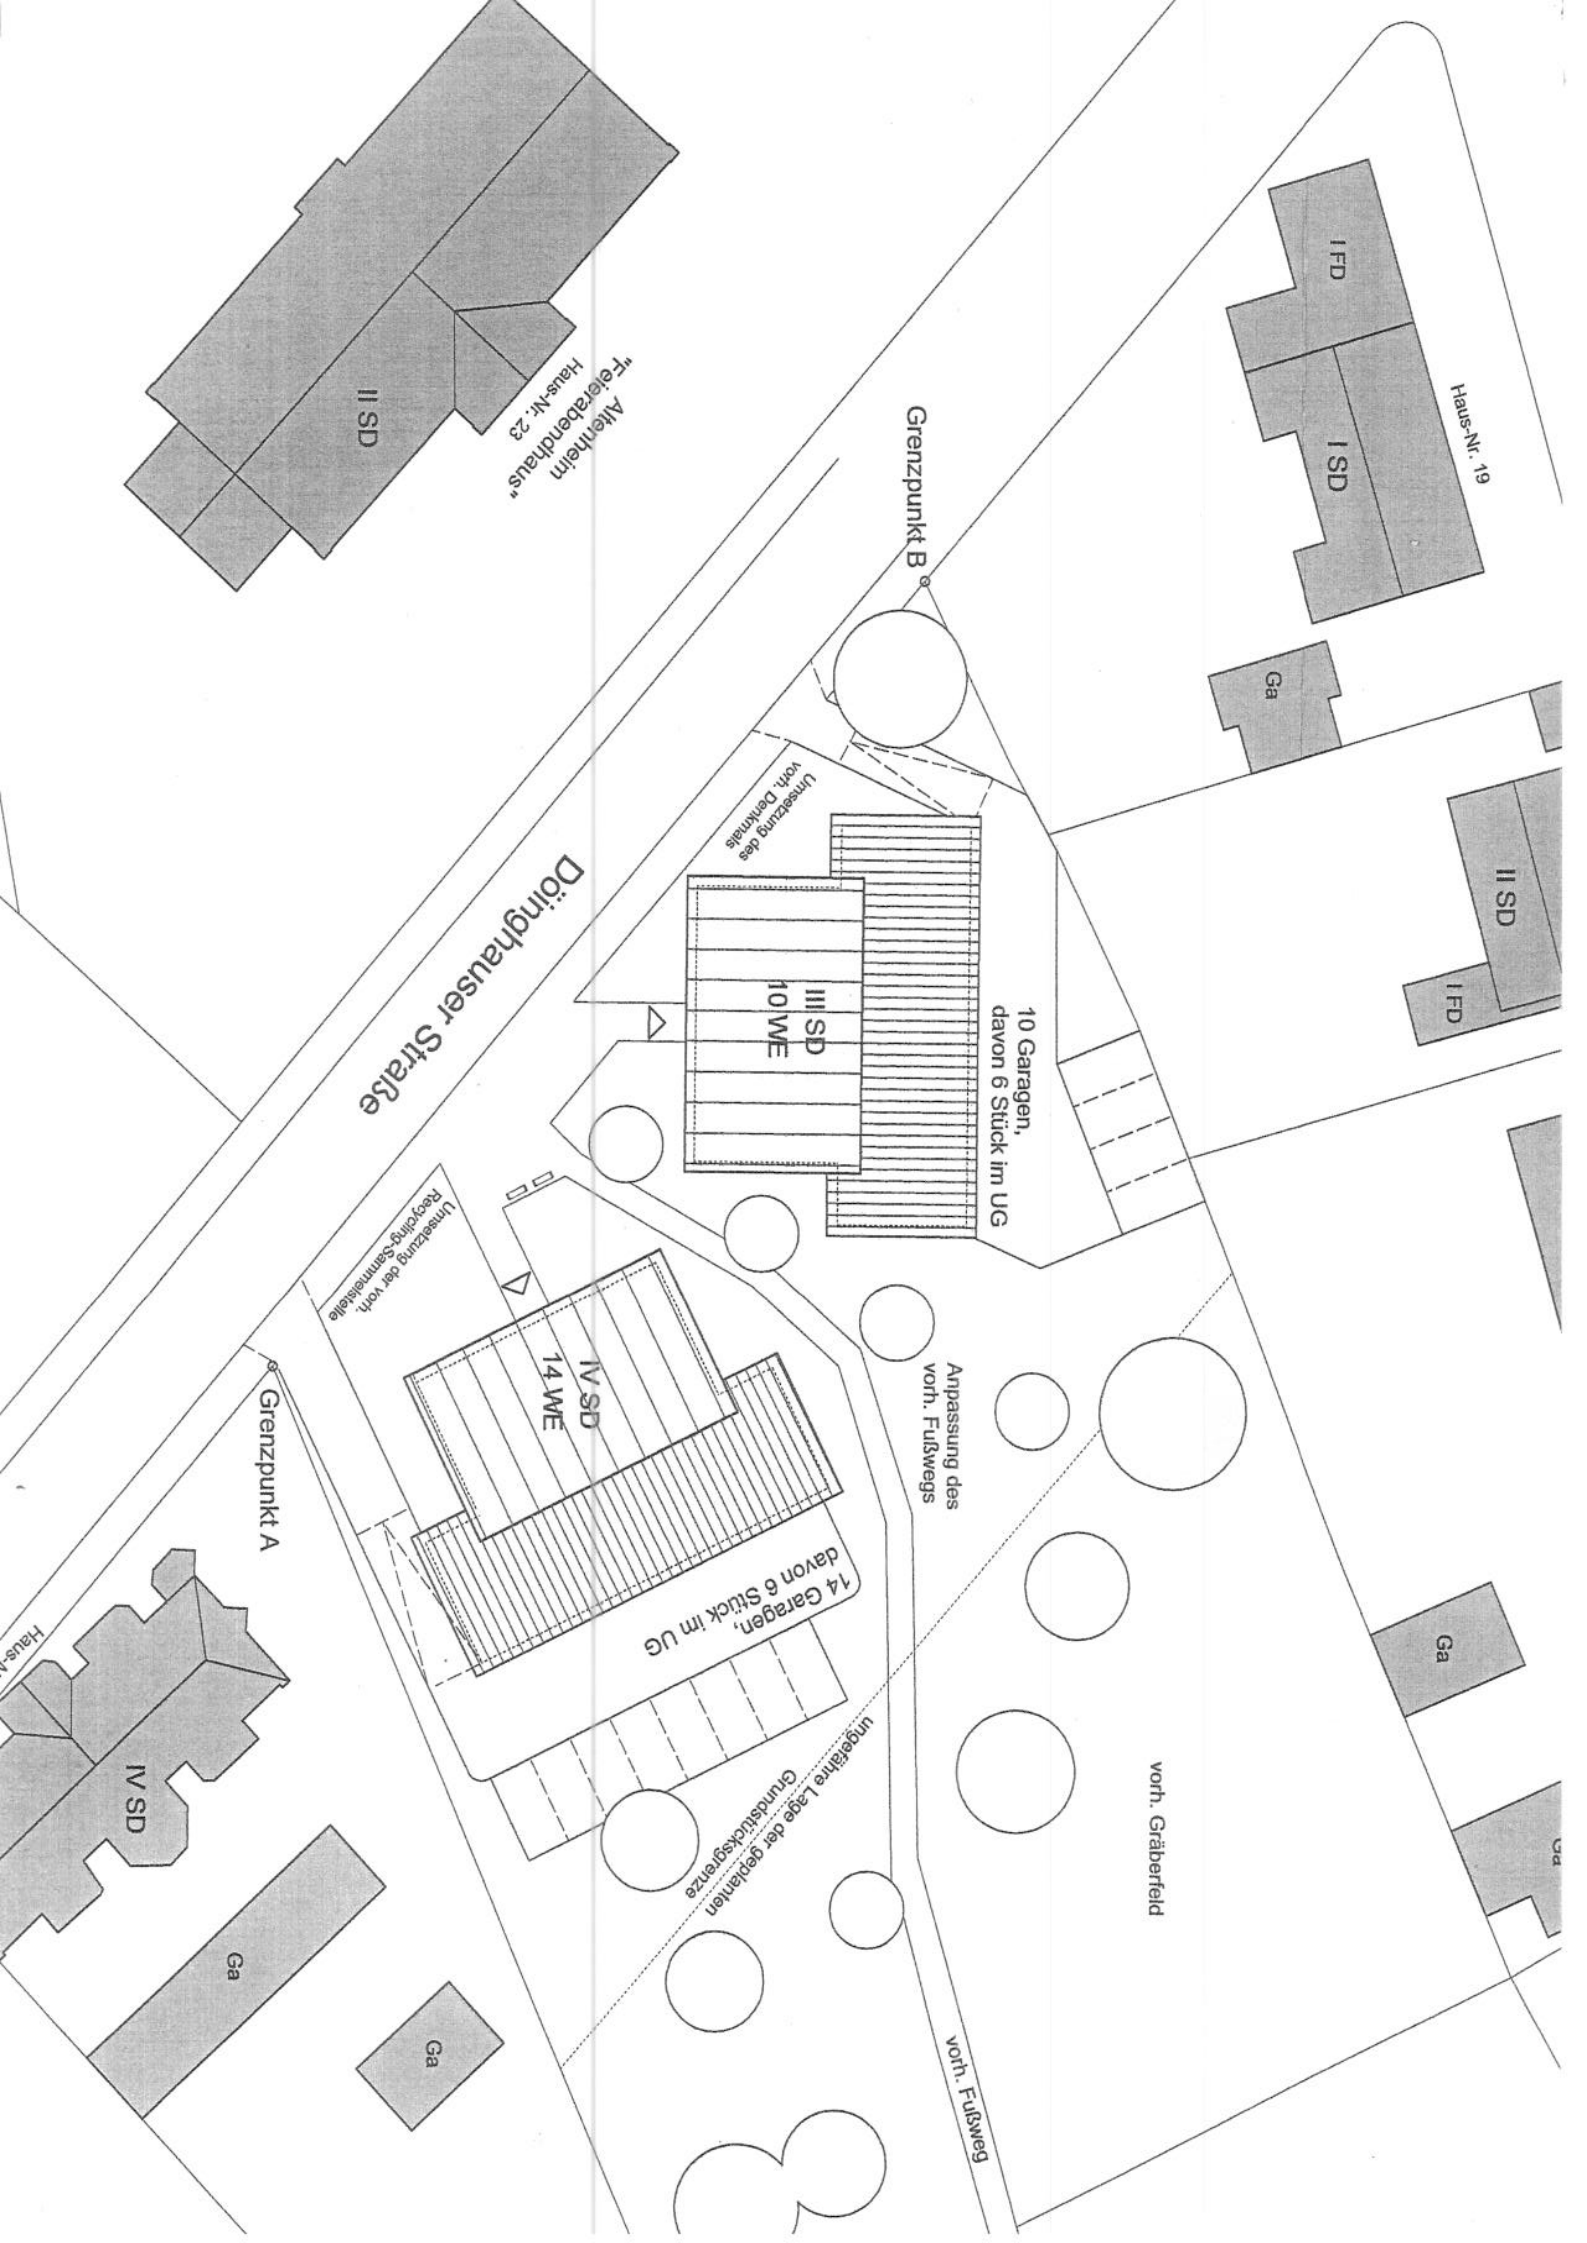 Haus-Nr. 19
I FD
I SD
Ga
II SD
I FD
Altenheim
"Feierabendhaus"
Haus-Nr. 23
II SD
Grenzpunkt B
Umsetzung des
vorh. Denkmals
III SD
10 WE
10 Garagen,
davon 6 Stück im UG
Döinghauser Straße
Umsetzung der vorh.
Recycling-Sammelstelle
IV SD
14 WE
14 Garagen,
davon 6 Stück im UG
Anpassung des
vorh. Fußwegs
Grenzpunkt A
ungefähre Lage der geplanten
Grundstücksgrenze
vorh. Gräberfeld
vorh. Fußweg
Ga
Ga
IV SD
Ga
Ga